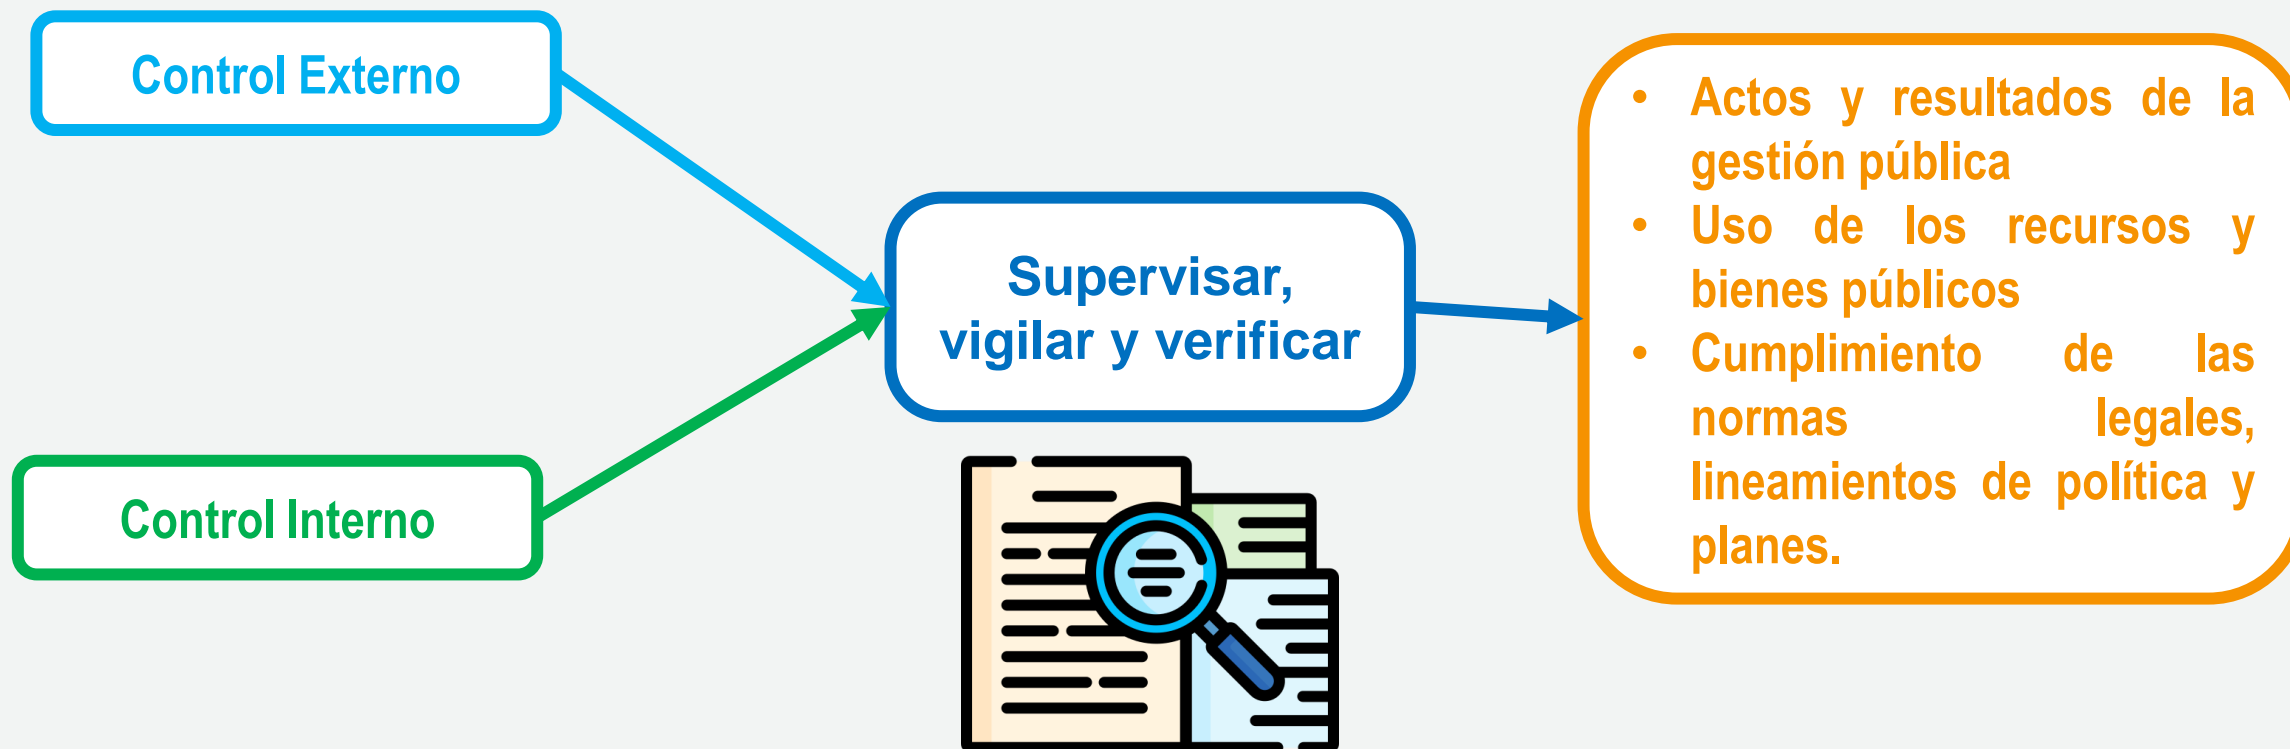 Control Externo
Control Interno
Supervisar,
vigilar y verificar
• Actos y resultados de la
gestión pública
• Uso de los recursos y
bienes públicos
• Cumplimiento de las
normas legales,
lineamientos de política y
planes.